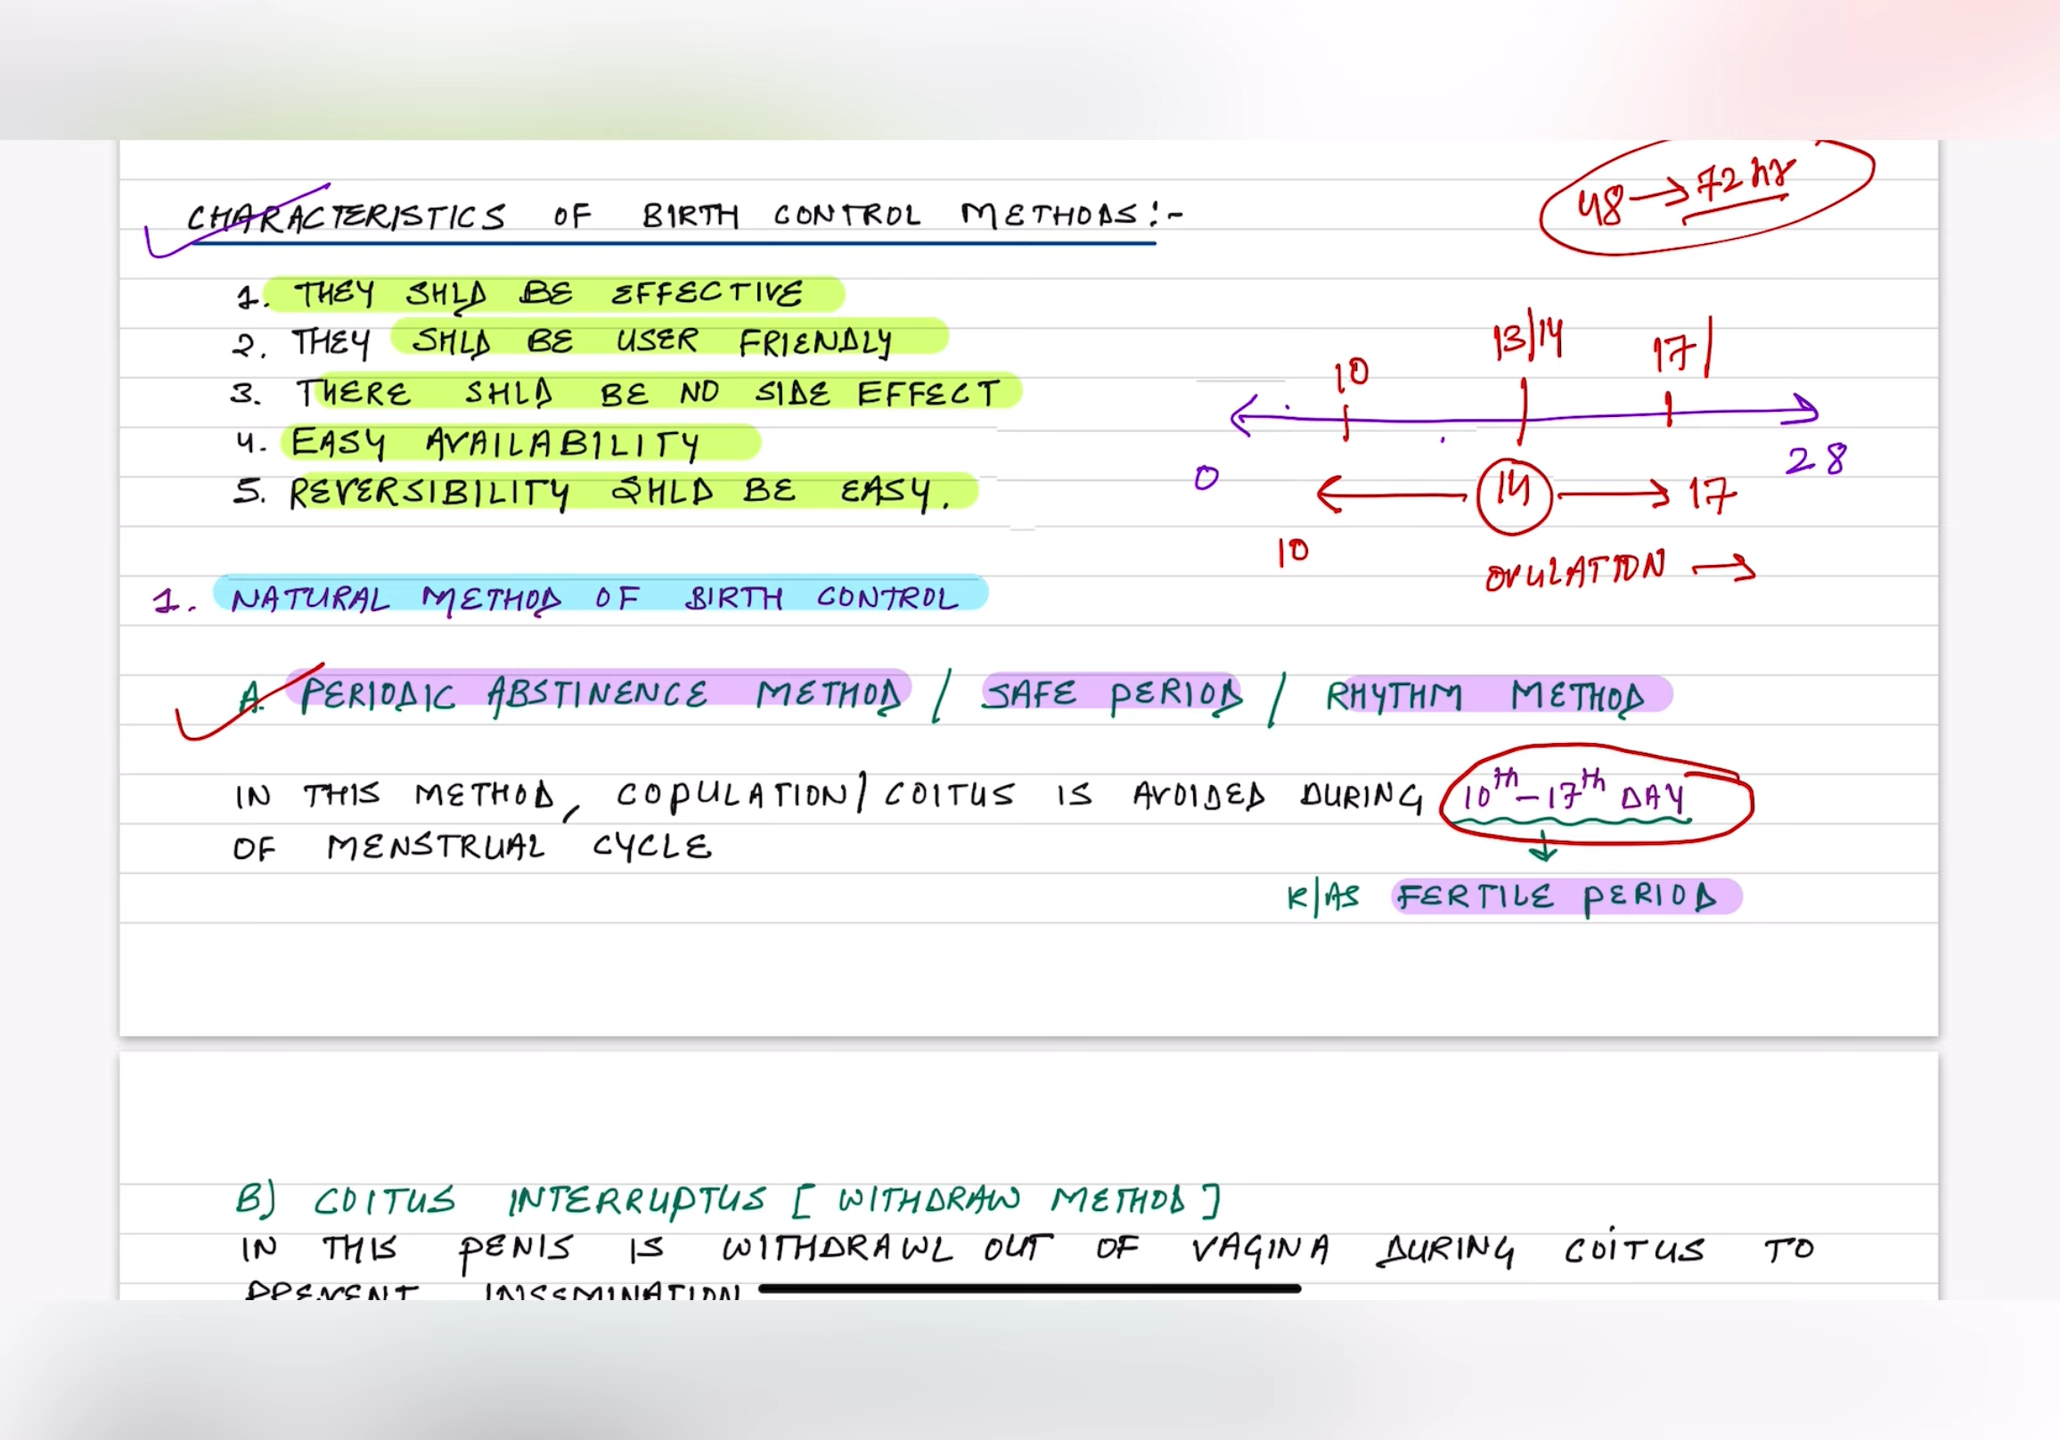 48 → 72 hr
CHARACTERISTICS OF BIRTH CONTROL METHODS:-
1. THEY SHLD BE EFFECTIVE
2. THEY SHLD BE USER FRIENDLY
3. THERE SHLD BE NO SIDE EFFECT
4. EASY AVAILABILITY
5. REVERSIBILITY SHLD BE EASY.
10 13/14 17
0 28
14 → 17
10
OVULATION →
1. NATURAL METHOD OF BIRTH CONTROL
A. PERIODIC ABSTINENCE METHOD / SAFE PERIOD / RHYTHM METHOD
IN THIS METHOD, COPULATION/COITUS IS AVOIDED DURING 10th-17th DAY
OF MENSTRUAL CYCLE
K/AS FERTILE PERIOD
B) COITUS INTERRUPTUS [WITHDRAW METHOD]
IN THIS PENIS IS WITHDRAWL OUT OF VAGINA DURING COITUS TO
PREVENT INSEMINATION